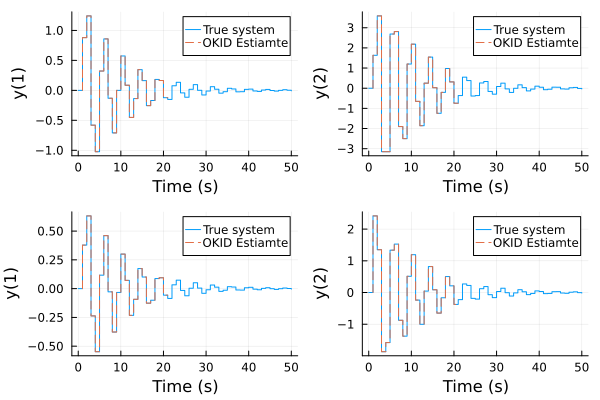 True system
OKID Estiamte
y(1)
1.0
0.5
0.0
-0.5
-1.0
0 10 20 30 40 50
Time (s)
True system
OKID Estiamte
y(2)
3
2
1
0
-1
-2
-3
0 10 20 30 40 50
Time (s)
True system
OKID Estiamte
y(1)
0.50
0.25
0.00
-0.25
-0.50
0 10 20 30 40 50
Time (s)
True system
OKID Estiamte
y(2)
2
1
0
-1
0 10 20 30 40 50
Time (s)